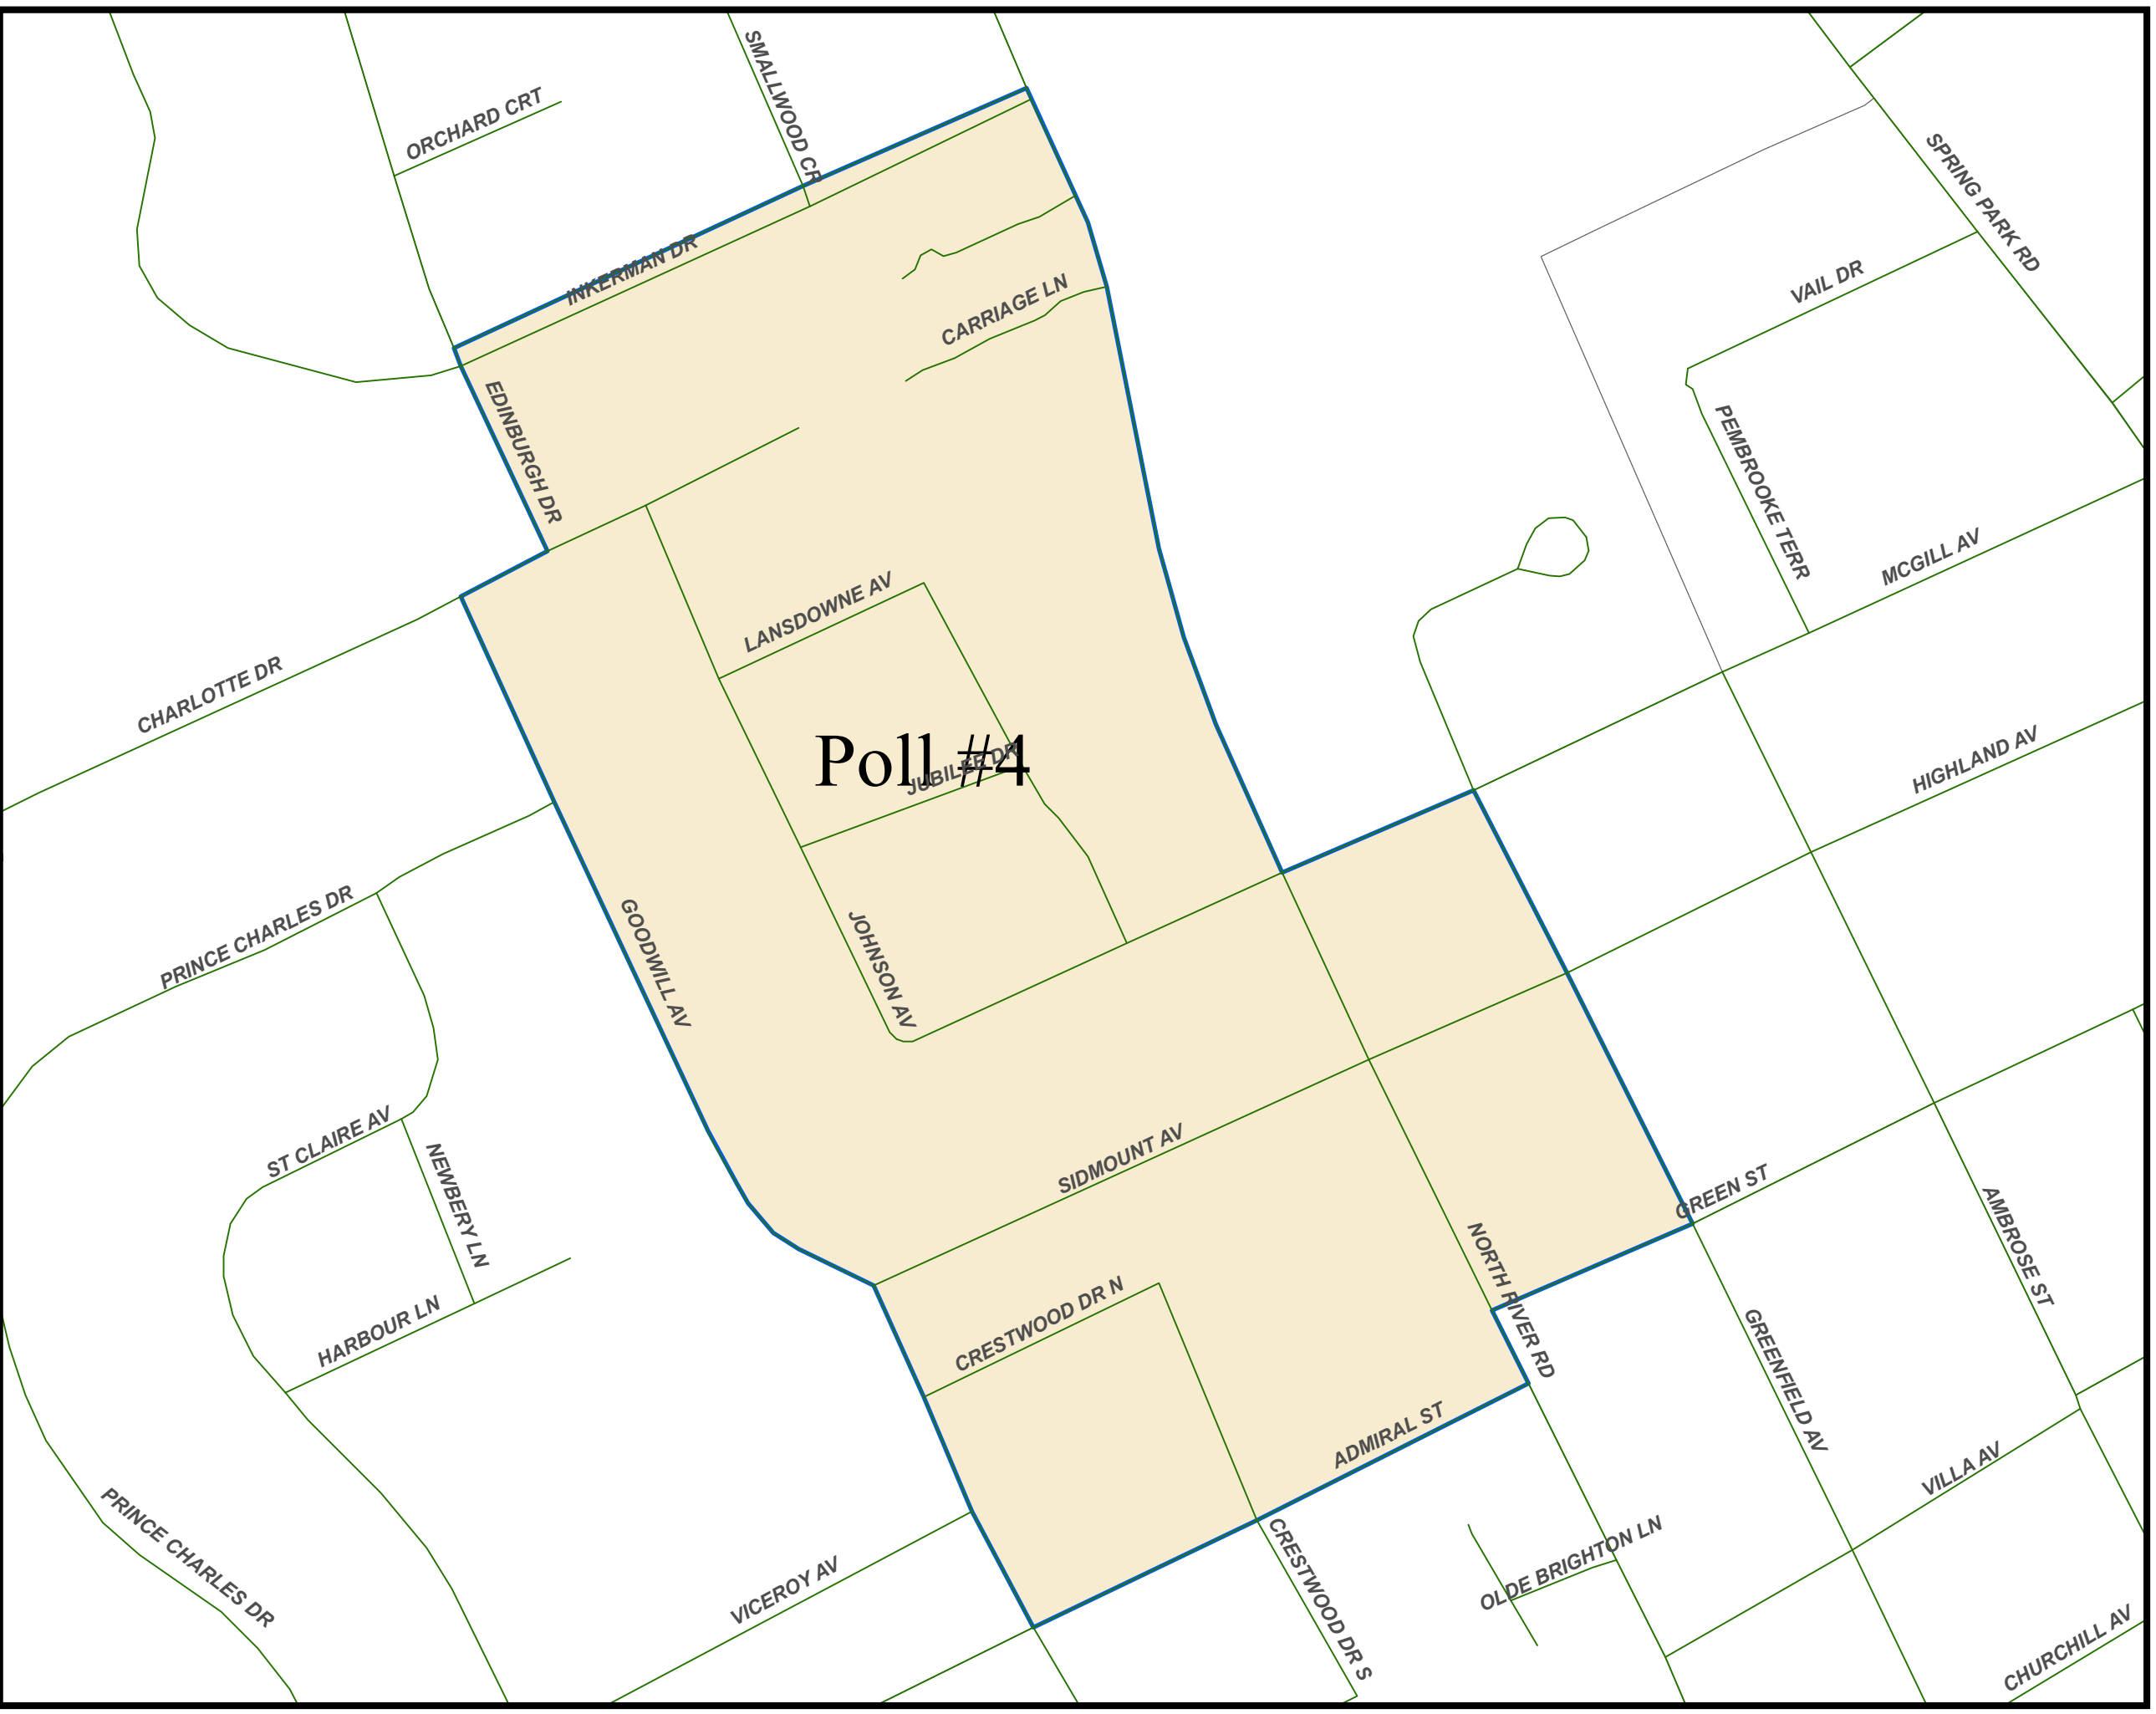 SMALLWOOD CR
ORCHARD CRT
SPRING PARK RD
INKERMAN DR
VAIL DR
CARRIAGE LN
EDINBURGH DR
PEMBROOKE TERR
MCGILL AV
LANSDOWNE AV
CHARLOTTE DR
Poll #4
JUBILEE DR
HIGHLAND AV
PRINCE CHARLES DR
GOODWILL AV
JOHNSON AV
ST CLAIRE AV
NEWBERY LN
SIDMOUNT AV
GREEN ST
AMBROSE ST
NORTH RIVER RD
CRESTWOOD DR N
HARBOUR LN
GREENFIELD AV
ADMIRAL ST
VILLA AV
PRINCE CHARLES DR
OLDE BRIGHTON LN
CRESTWOOD DR S
VICEROY AV
CHURCHILL AV